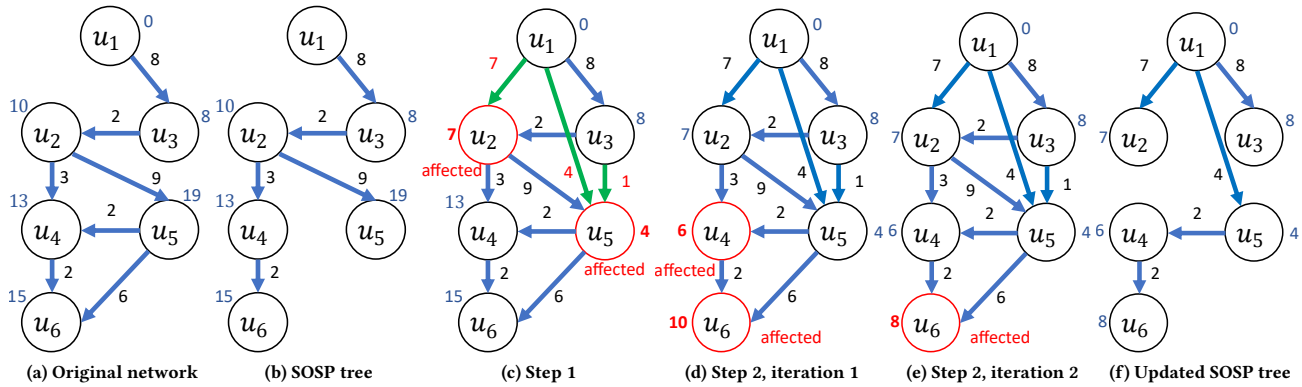 0
u1
8
10
u2
2
u3
8
3
9
13
19
u4
2
u5
2
15
6
u6
(a) Original network
u1
8
10
u2
2
u3
8
3
9
13
19
u4
u5
2
15
u6
(b) SOSP tree
0
u1
7
8
8
7
u2
2
u3
affected
4
1
3
9
13
u4
2
u5
4
affected
2
15
6
u6
(c) Step 1
0
u1
7
8
8
7
u2
2
u3
4
1
3
9
6
u4
2
u5
4
affected
2
6
10
u6
affected
(d) Step 2, iteration 1
0
u1
7
8
8
7
u2
2
u3
4
1
3
9
6
u4
2
u5
4
2
6
8
u6
affected
(e) Step 2, iteration 2
0
u1
7
8
8
7
u2
u3
4
6
u4
2
u5
4
2
8
u6
(f) Updated SOSP tree